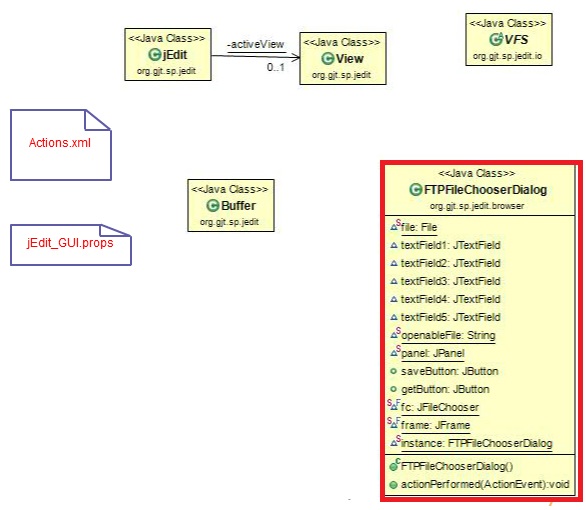 <<Java Class>>
jEdit
org.gjt.sp.jedit
-activeView
0..1
<<Java Class>>
View
org.gjt.sp.jedit
<<Java Class>>
VFS
org.gjt.sp.jedit.io
Actions.xml
<<Java Class>>
Buffer
org.gjt.sp.jedit
jEdit_GUI.props
<<Java Class>>
FTPFileChooserDialog
org.gjt.sp.jedit.browser
file: File
textField1: JTextField
textField2: JTextField
textField3: JTextField
textField4: JTextField
textField5: JTextField
openableFile: String
panel: JPanel
saveButton: JButton
getButton: JButton
fc: JFileChooser
frame: JFrame
instance: FTPFileChooserDialog
FTPFileChooserDialog()
actionPerformed(ActionEvent):void